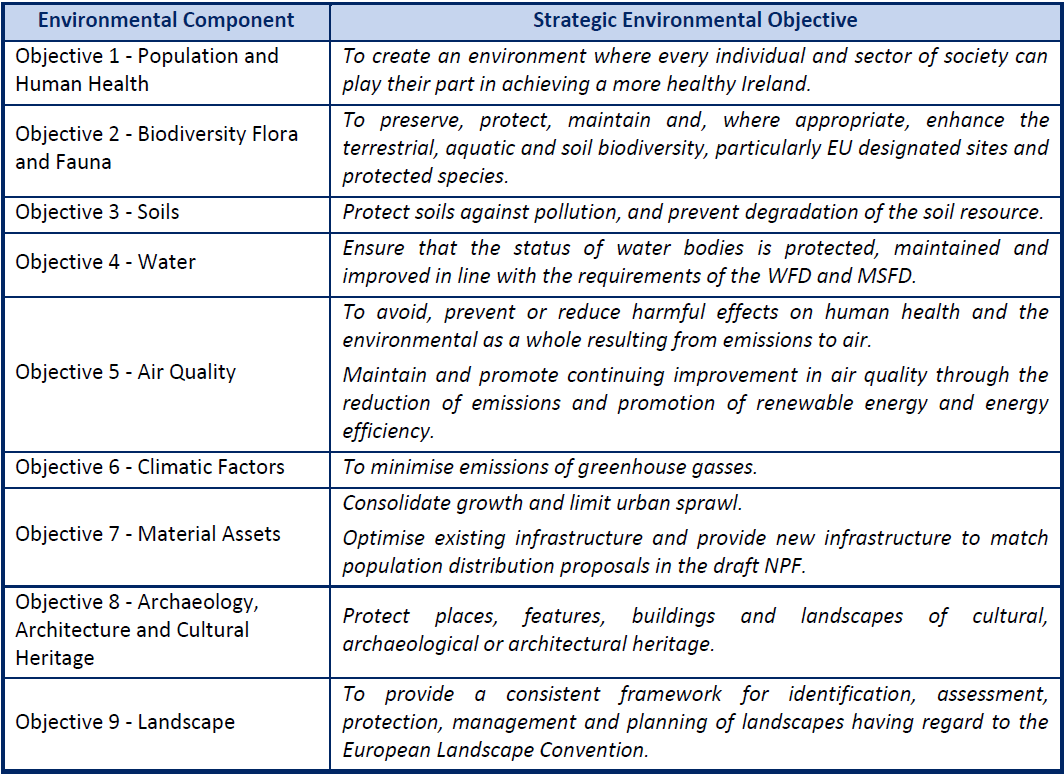 Environmental Component
Strategic Environmental Objective
Objective 1 - Population and
Human Health
To create an environment where every individual and sector of society can
play their part in achieving a more healthy Ireland.
Objective 2 - Biodiversity Flora
and Fauna
To preserve, protect, maintain and, where appropriate, enhance the
terrestrial, aquatic and soil biodiversity, particularly EU designated sites and
protected species.
Objective 3 - Soils
Protect soils against pollution, and prevent degradation of the soil resource.
Objective 4 - Water
Ensure that the status of water bodies is protected, maintained and
improved in line with the requirements of the WFD and MSFD.
Objective 5 - Air Quality
To avoid, prevent or reduce harmful effects on human health and the
environmental as a whole resulting from emissions to air.
Maintain and promote continuing improvement in air quality through the
reduction of emissions and promotion of renewable energy and energy
efficiency.
Objective 6 - Climatic Factors
To minimise emissions of greenhouse gasses.
Objective 7 - Material Assets
Consolidate growth and limit urban sprawl.
Optimise existing infrastructure and provide new infrastructure to match
population distribution proposals in the draft NPF.
Objective 8 - Archaeology,
Architecture and Cultural
Heritage
Protect places, features, buildings and landscapes of cultural,
archaeological or architectural heritage.
Objective 9 - Landscape
To provide a consistent framework for identification, assessment,
protection, management and planning of landscapes having regard to the
European Landscape Convention.